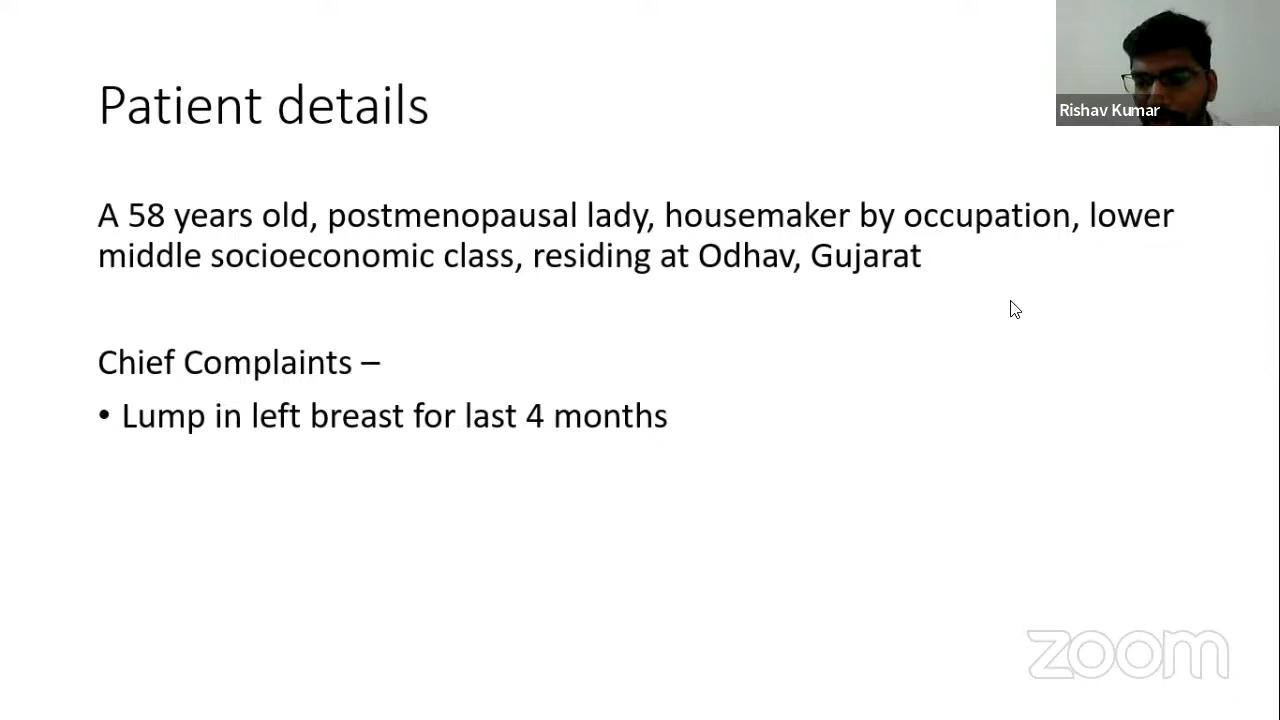 Patient details
Rishav Kumar
A 58 years old, postmenopausal lady, housemaker by occupation, lower
middle socioeconomic class, residing at Odhav, Gujarat
Chief Complaints –
• Lump in left breast for last 4 months
zoom